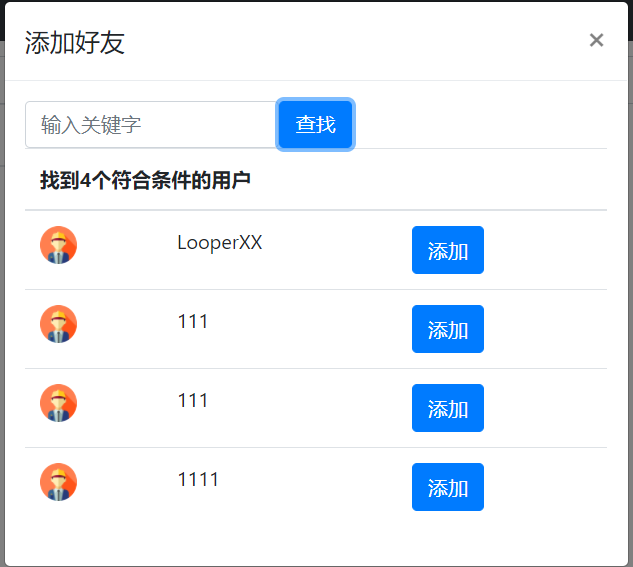 添加好友 ×
输入关键字 查找
找到4个符合条件的用户
LooperXX 添加
111 添加
111 添加
1111 添加